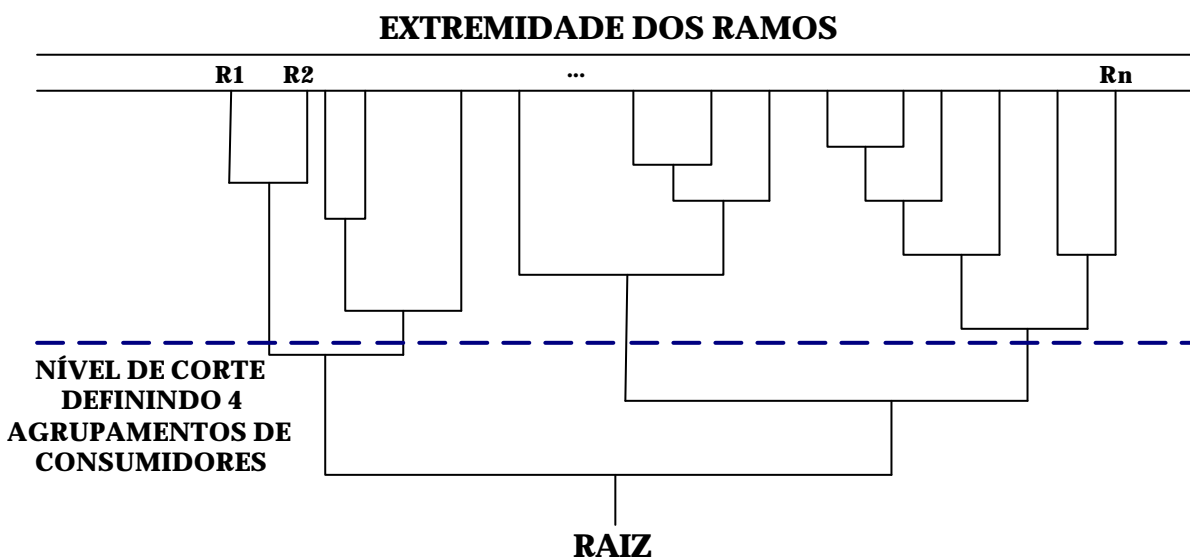 EXTREMIDADE DOS RAMOS
R1 R2 ... Rn
NÍVEL DE CORTE
DEFININDO 4
AGRUPAMENTOS DE
CONSUMIDORES
RAIZ